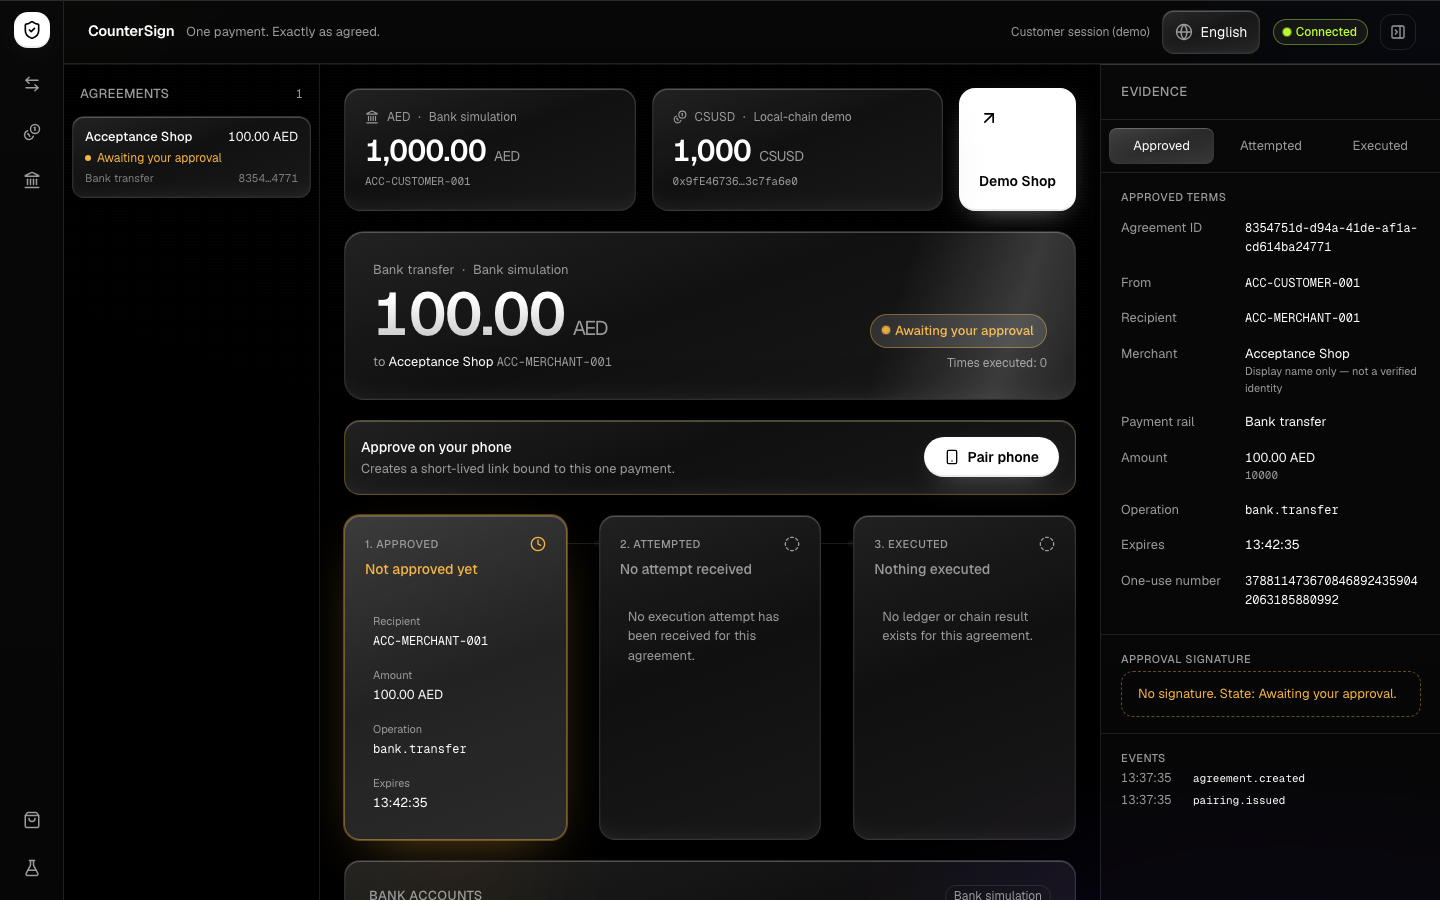 CounterSign One payment. Exactly as agreed.
Customer session (demo)
English
Connected
AGREEMENTS 1
Acceptance Shop 100.00 AED
Awaiting your approval
Bank transfer 8354…4771
AED · Bank simulation
1,000.00 AED
ACC-CUSTOMER-001
CSUSD · Local-chain demo
1,000 CSUSD
0x9fE46736…3c7fa6e0
Demo Shop
Bank transfer · Bank simulation
100.00 AED
to Acceptance Shop ACC-MERCHANT-001
Awaiting your approval
Times executed: 0
Approve on your phone
Creates a short-lived link bound to this one payment.
Pair phone
1. APPROVED
Not approved yet
Recipient
ACC-MERCHANT-001
Amount
100.00 AED
Operation
bank.transfer
Expires
13:42:35
2. ATTEMPTED
No attempt received
No execution attempt has
been received for this
agreement.
3. EXECUTED
Nothing executed
No ledger or chain result
exists for this agreement.
BANK ACCOUNTS
Bank simulation
EVIDENCE
Approved Attempted Executed
APPROVED TERMS
Agreement ID 8354751d-d94a-41de-af1a-
cd614ba24771
From ACC-CUSTOMER-001
Recipient ACC-MERCHANT-001
Merchant Acceptance Shop
Display name only — not a verified
identity
Payment rail Bank transfer
Amount 100.00 AED
10000
Operation bank.transfer
Expires 13:42:35
One-use number 378811473670846892435904
2063185880992
APPROVAL SIGNATURE
No signature. State: Awaiting your approval.
EVENTS
13:37:35 agreement.created
13:37:35 pairing.issued